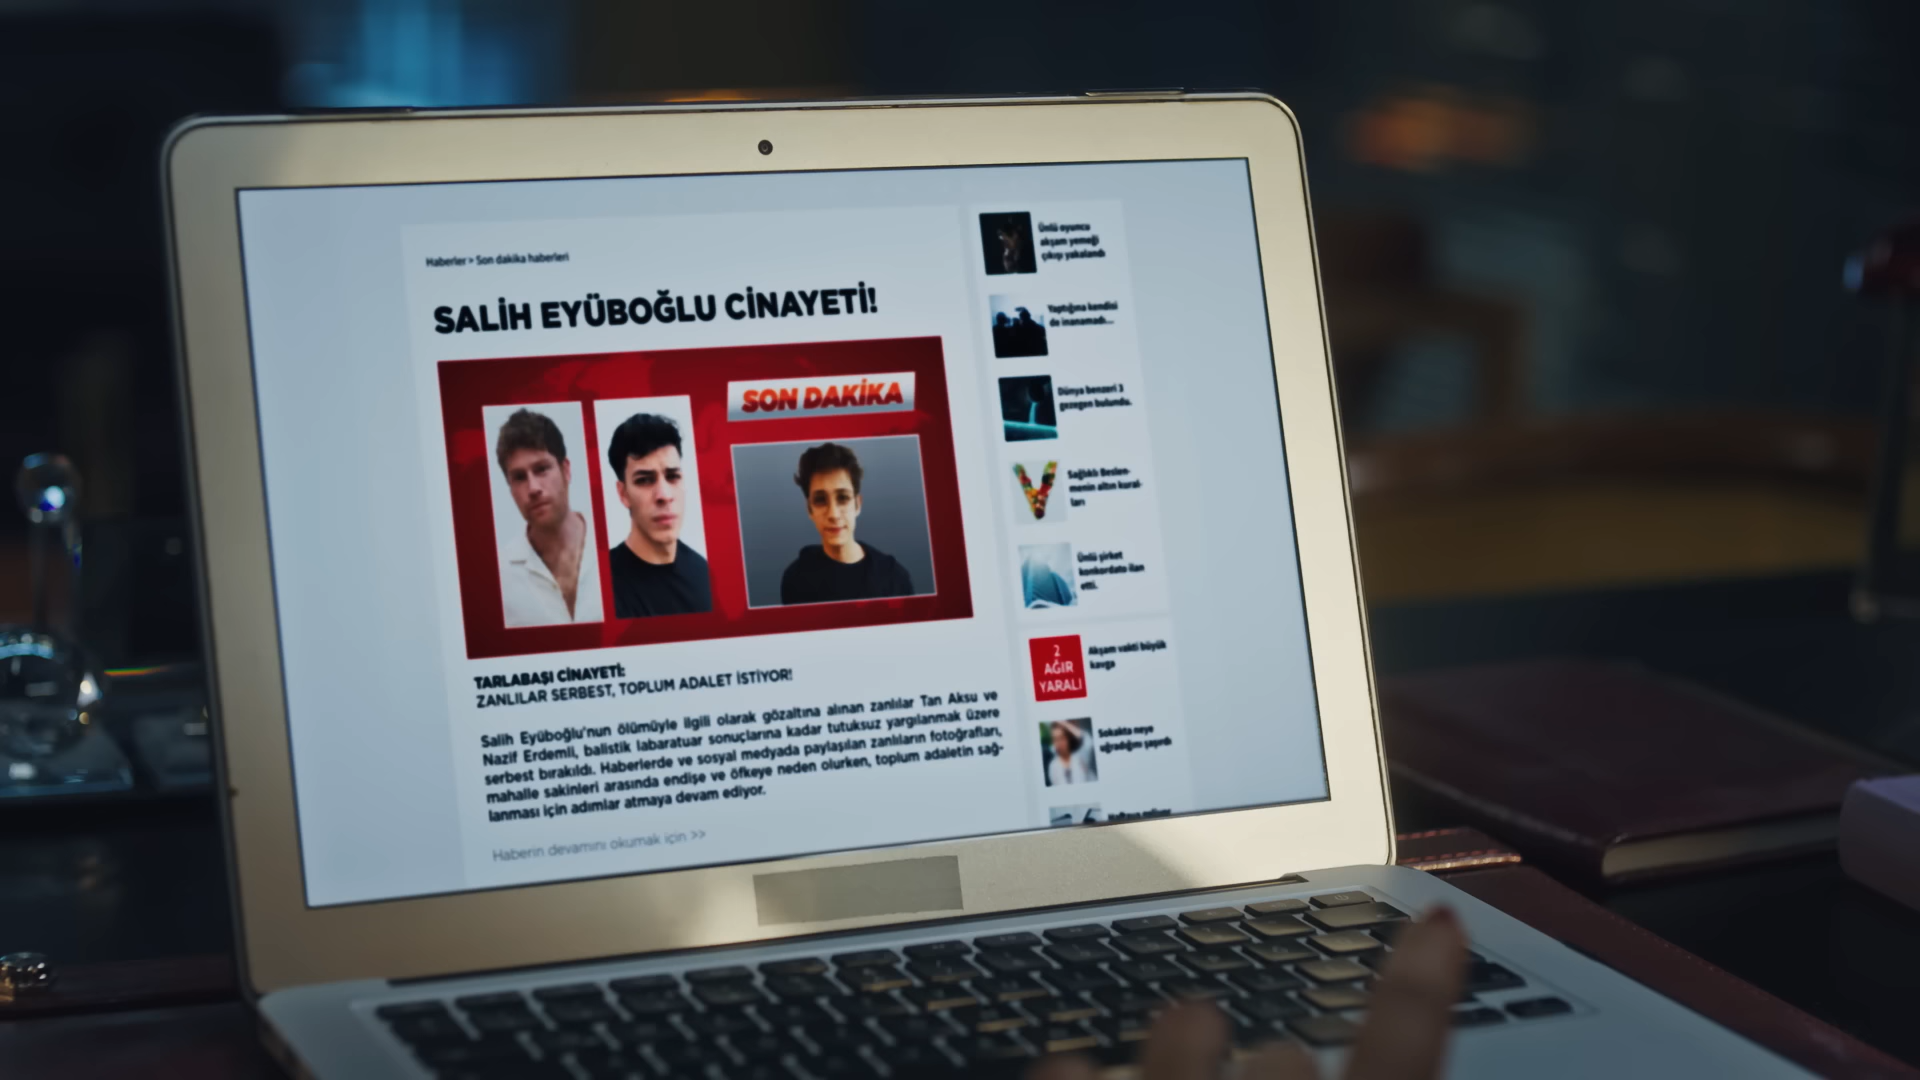 Haberler > Son dakika haberleri
SALİH EYÜBOĞLU CİNAYETİ!
SON DAKİKA
TARLABAŞI CİNAYETİ:
ZANLILAR SERBEST, TOPLUM ADALET İSTİYOR!
Salih Eyüboğlu'nun ölümüyle ilgili olarak gözaltına alınan zanlılar Tan Aksu ve
Nazif Erdemli, balistik labaratuar sonuçlarına kadar tutuksuz yargılanmak üzere
serbest bırakıldı. Haberlerde ve sosyal medyada paylaşılan zanlıların fotoğrafları,
mahalle sakinleri arasında endişe ve öfkeye neden olurken, toplum adaletin sağ-
lanması için adımlar atmaya devam ediyor.
Haberin devamını okumak için >>
Ünlü oyuncu
akşam yemeği
çıkışı yakalandı
Yaptığına kendisi
de inanamadı...
Dünya benzeri 3
gezegen bulundu.
Sağlıklı Beslen-
menin altın kural-
ları
Ünlü şirket
konkordato ilan
etti.
2
AĞIR
YARALI
Akşam vakti büyük
kavga
Sokakta neye
uğradığını şaşırdı